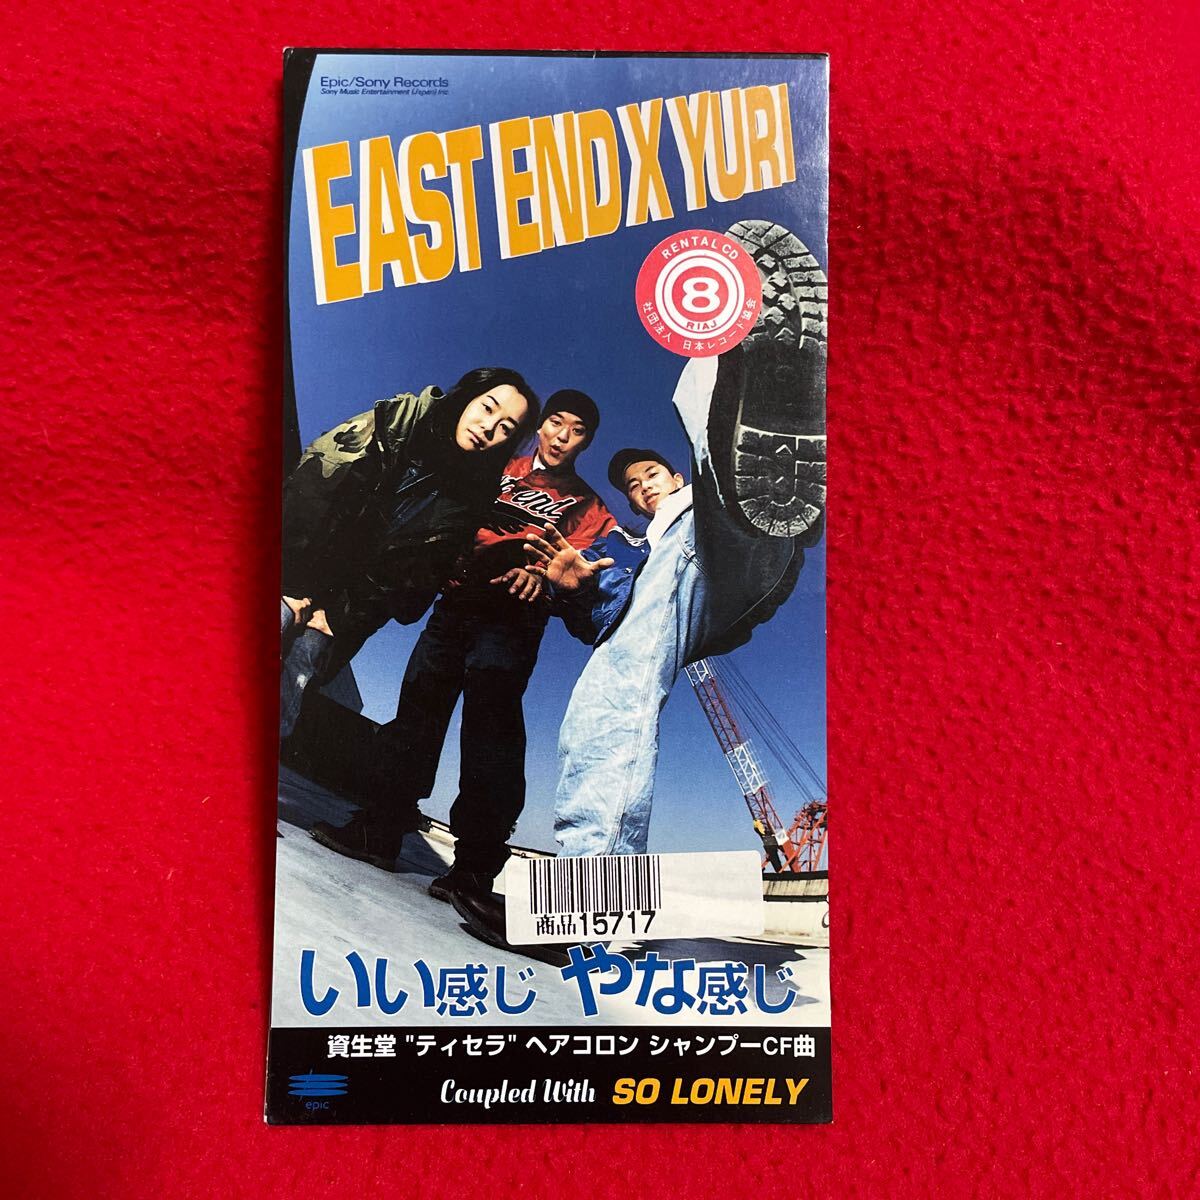 Epic/Sony Records
Sony Music Entertainment (Japan) Inc.
EAST END X YURI
RENTAL CD
8
RIAJ
社団法人 日本レコード協会
end
商品15717
いい感じ やな感じ
資生堂 "ティセラ" ヘアコロン シャンプーCF曲
Coupled With SO LONELY
epic